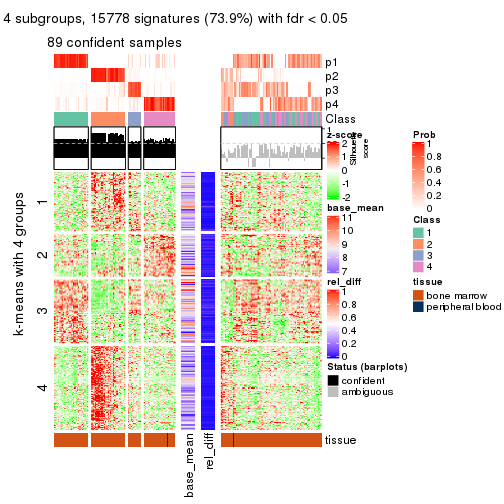 4 subgroups, 15778 signatures (73.9%) with fdr < 0.05
89 confident samples
p1
p2
p3
p4
Class
1
Silhouette score
k-means with 4 groups
1
2
3
4
tissue
base_mean
rel_diff
z-score
2
1
0
-1
-2
base_mean
11
10
9
8
7
rel_diff
1
0.8
0.6
0.4
0.2
0
Status (barplots)
confident
ambiguous
Prob
1
0.8
0.6
0.4
0.2
0
Class
1
2
3
4
tissue
bone marrow
peripheral blood